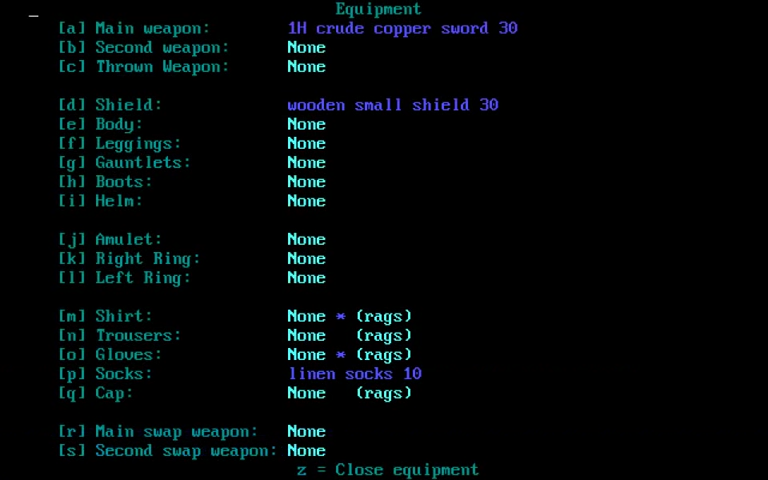 Equipment
[a] Main weapon: 1H crude copper sword 30
[b] Second weapon: None
[c] Thrown Weapon: None
[d] Shield: wooden small shield 30
[e] Body: None
[f] Leggings: None
[g] Gauntlets: None
[h] Boots: None
[i] Helm: None
[j] Amulet: None
[k] Right Ring: None
[l] Left Ring: None
[m] Shirt: None * (rags)
[n] Trousers: None (rags)
[o] Gloves: None * (rags)
[p] Socks: linen socks 10
[q] Cap: None (rags)
[r] Main swap weapon: None
[s] Second swap weapon: None
z = Close equipment